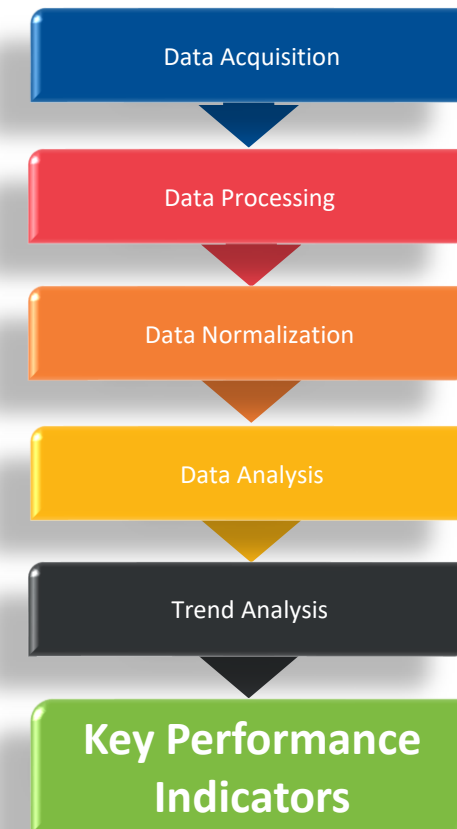 Data Acquisition
Data Processing
Data Normalization
Data Analysis
Trend Analysis
Key Performance
Indicators